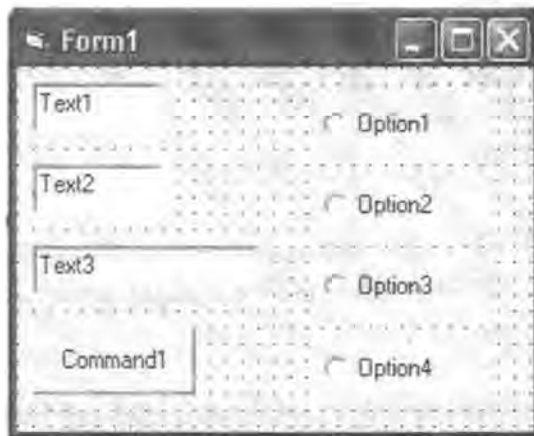 Form1
Text1
Option1
Text2
Option2
Text3
Option3
Command1
Option4